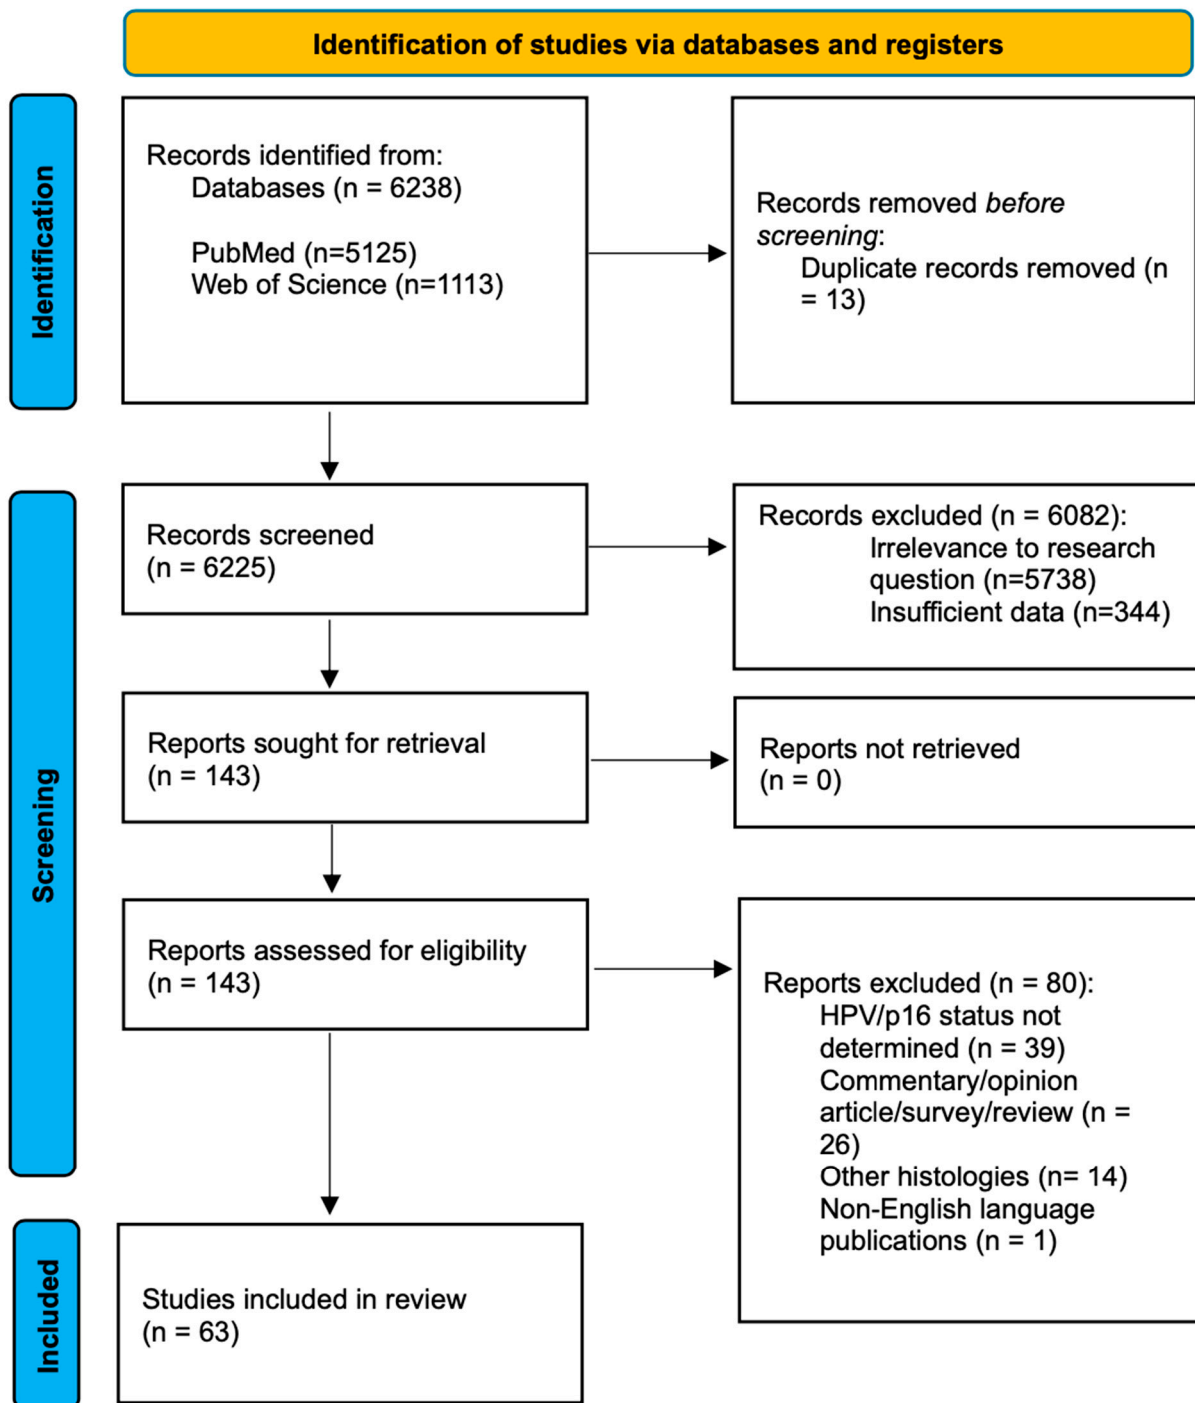 Identification of studies via databases and registers
Identification
Records identified from:
Databases (n = 6238)
PubMed (n=5125)
Web of Science (n=1113)
Records removed before
screening:
Duplicate records removed (n
= 13)
Screening
Records screened
(n = 6225)
Records excluded (n = 6082):
Irrelevance to research
question (n=5738)
Insufficient data (n=344)
Reports sought for retrieval
(n = 143)
Reports not retrieved
(n = 0)
Reports assessed for eligibility
(n = 143)
Reports excluded (n = 80):
HPV/p16 status not
determined (n = 39)
Commentary/opinion
article/survey/review (n =
26)
Other histologies (n= 14)
Non-English language
publications (n = 1)
Included
Studies included in review
(n = 63)